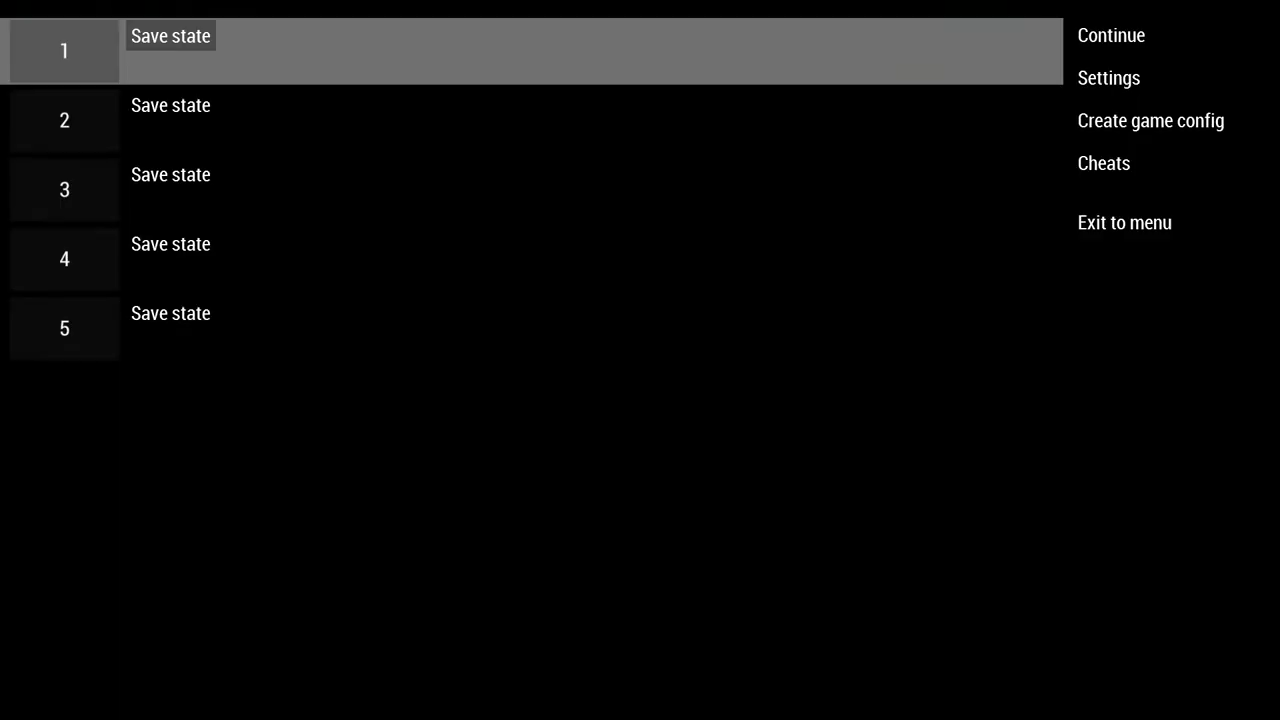 1
Save state
2
Save state
3
Save state
4
Save state
5
Save state
Continue
Settings
Create game config
Cheats
Exit to menu